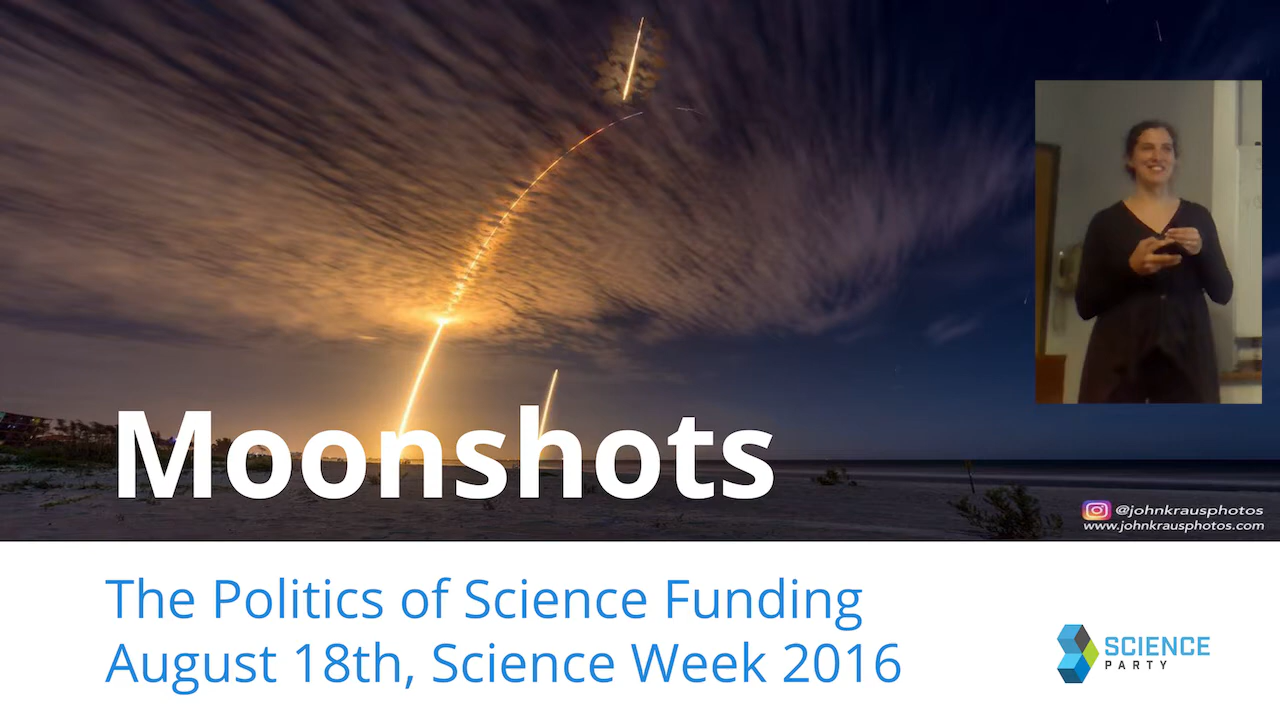 Moonshots
@johnkrausphotos
www.johnkrausphotos.com
The Politics of Science Funding
August 18th, Science Week 2016
SCIENCE
PARTY